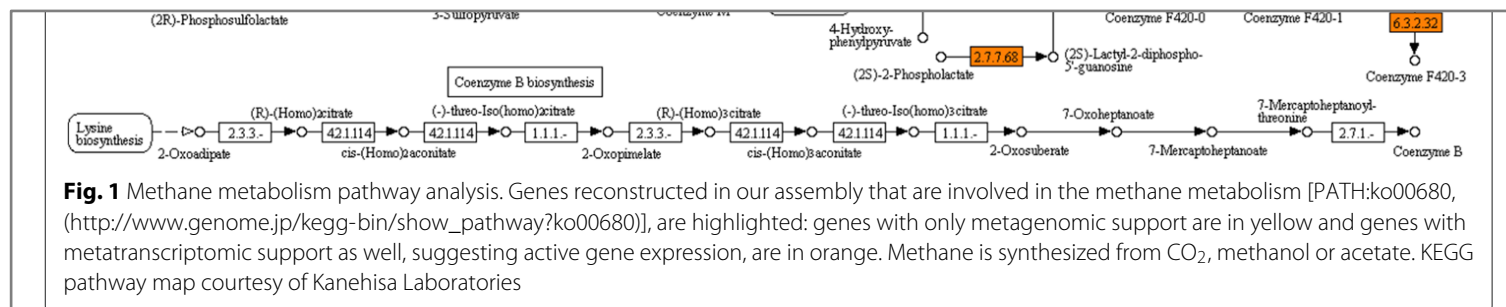 (2R)-Phosphosulfolactate
3-Sulfopyruvate
Coenzyme M
4-Hydroxy-
phenylpyruvate
Coenzyme F420-0
Coenzyme F420-1
6.3.2.32
2.7.7.68
(2S)-Lactyl-2-diphospho-
5'-guanosine
(2S)-2-Phospholactate
Coenzyme F420-3
Coenzyme B biosynthesis
(R)-(Homo)2citrate
(-)-threo-Iso(homo)2citrate
(R)-(Homo)3citrate
(-)-threo-Iso(homo)3citrate
7-Oxoheptanoate
7-Mercaptoheptanoyl-
threonine
Lysine
biosynthesis
2.3.3.-
4.2.1.114
4.2.1.114
1.1.1.-
2.3.3.-
4.2.1.114
4.2.1.114
1.1.1.-
2.7.1.-
2-Oxoadipate
cis-(Homo)2aconitate
2-Oxopimelate
cis-(Homo)3aconitate
2-Oxosuberate
7-Mercaptoheptanoate
Coenzyme B
Fig. 1 Methane metabolism pathway analysis. Genes reconstructed in our assembly that are involved in the methane metabolism [PATH:ko00680,
(http://www.genome.jp/kegg-bin/show_pathway?ko00680)], are highlighted: genes with only metagenomic support are in yellow and genes with
metatranscriptomic support as well, suggesting active gene expression, are in orange. Methane is synthesized from CO₂, methanol or acetate. KEGG
pathway map courtesy of Kanehisa Laboratories